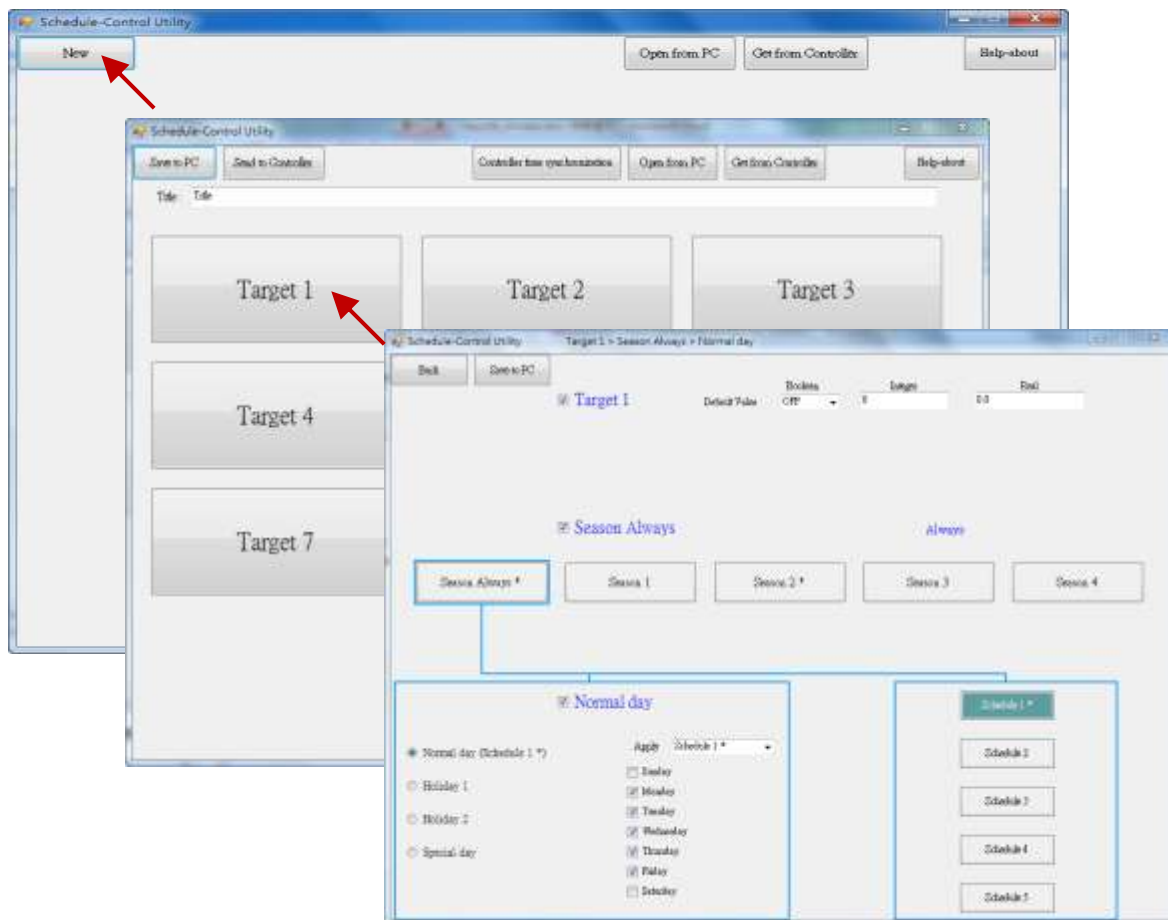 Schedule-Control Utility
New Open from PC Get from Controller Help-about
Schedule-Control Utility
Save to PC Send to Controller Controller time synchronization Open from PC Get from Controller Help-about
Title Title
Target 1 Target 2 Target 3
Target 4
Target 7
Schedule-Control Utility Target 1 > Season Always > Normal day
Back Save to PC
Boolean Integer Real
Target 1 Default Value OFF 0 0.0
Season Always Always
Season Always * Season 1 Season 2 * Season 3 Season 4
Normal day
Schedule 1 *
Normal day (Schedule 1 *) Apply Schedule 1 *
Schedule 2
Sunday
Holiday 1
Monday
Schedule 3
Tuesday
Holiday 2
Wednesday
Special day
Thursday
Schedule 4
Friday
Saturday
Schedule 5